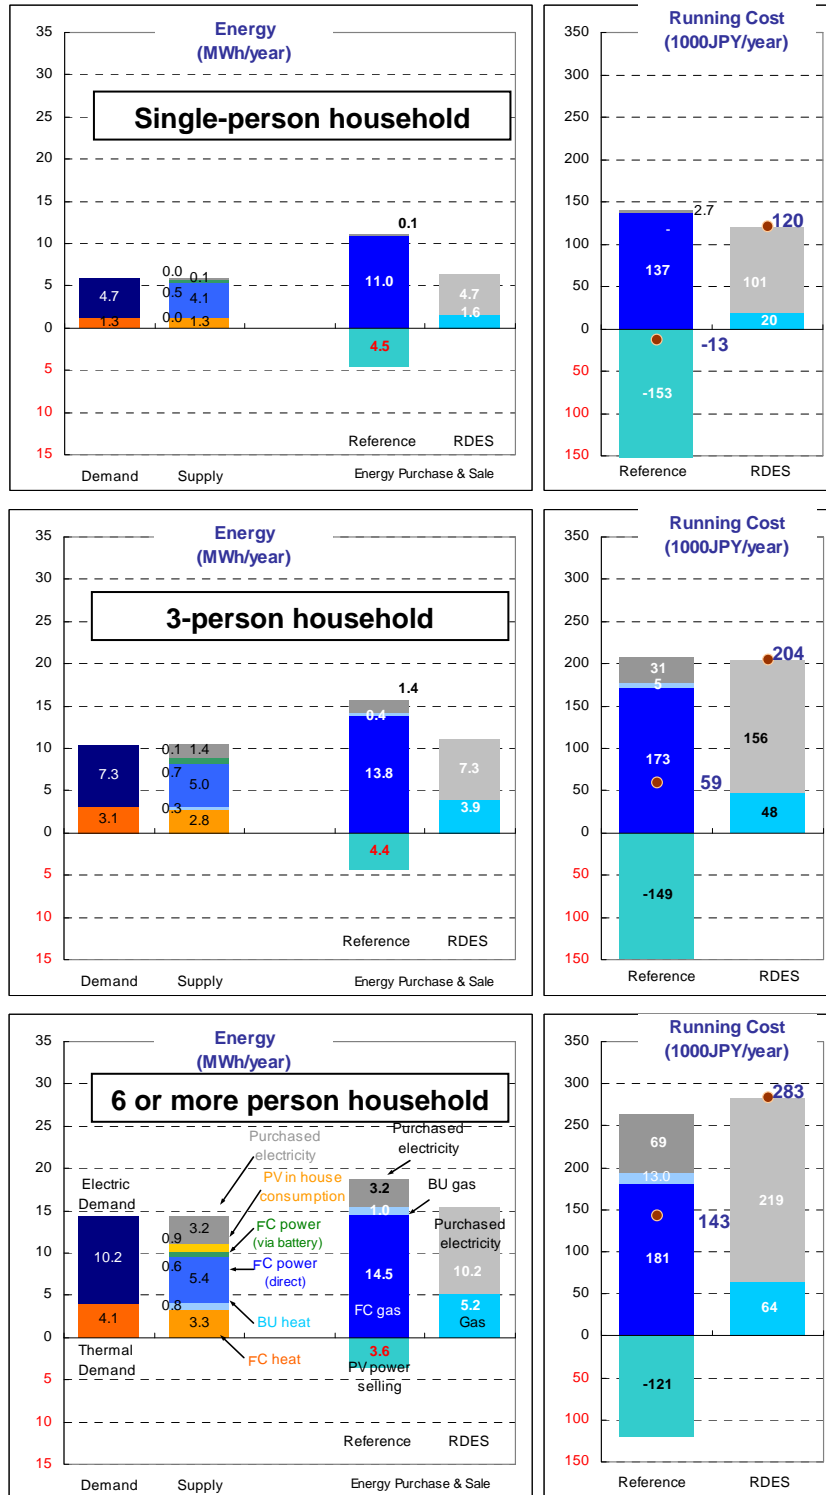 Energy
(MWh/year)
35
30
25
20
15
10
5
0
5
10
15
Single-person household
0.1
0.0
0.1
4.7
0.5
4.1
11.0
4.7
1.3
0.0
1.3
1.6
4.5
Reference
RDES
Demand
Supply
Energy Purchase & Sale
Running Cost
(1000JPY/year)
350
300
250
200
150
100
50
0
50
100
150
2.7
120
-
137
101
20
-13
-153
Reference
RDES
Energy
(MWh/year)
35
30
25
20
15
10
5
0
5
10
15
3-person household
1.4
0.1
1.4
0.4
7.3
0.7
5.0
13.8
7.3
0.3
3.1
2.8
3.9
4.4
Reference
RDES
Demand
Supply
Energy Purchase & Sale
Running Cost
(1000JPY/year)
350
300
250
200
150
100
50
0
50
100
150
204
31
5
173
156
59
48
-149
Reference
RDES
Energy
(MWh/year)
35
30
25
20
15
10
5
0
5
10
15
6 or more person household
Purchased
electricity
Purchased
electricity
PV in house
consumption
Electric
Demand
BU gas
FC power
(via battery)
FC power
(direct)
Purchased
electricity
3.2
0.9
0.6
10.2
5.4
0.8
4.1
3.3
3.2
1.0
14.5
10.2
FC gas
5.2
Gas
BU heat
FC heat
Thermal
Demand
3.6
PV power
selling
Reference
RDES
Demand
Supply
Energy Purchase & Sale
Running Cost
(1000JPY/year)
350
300
250
200
150
100
50
0
50
100
150
283
69
13.0
219
143
181
64
-121
Reference
RDES